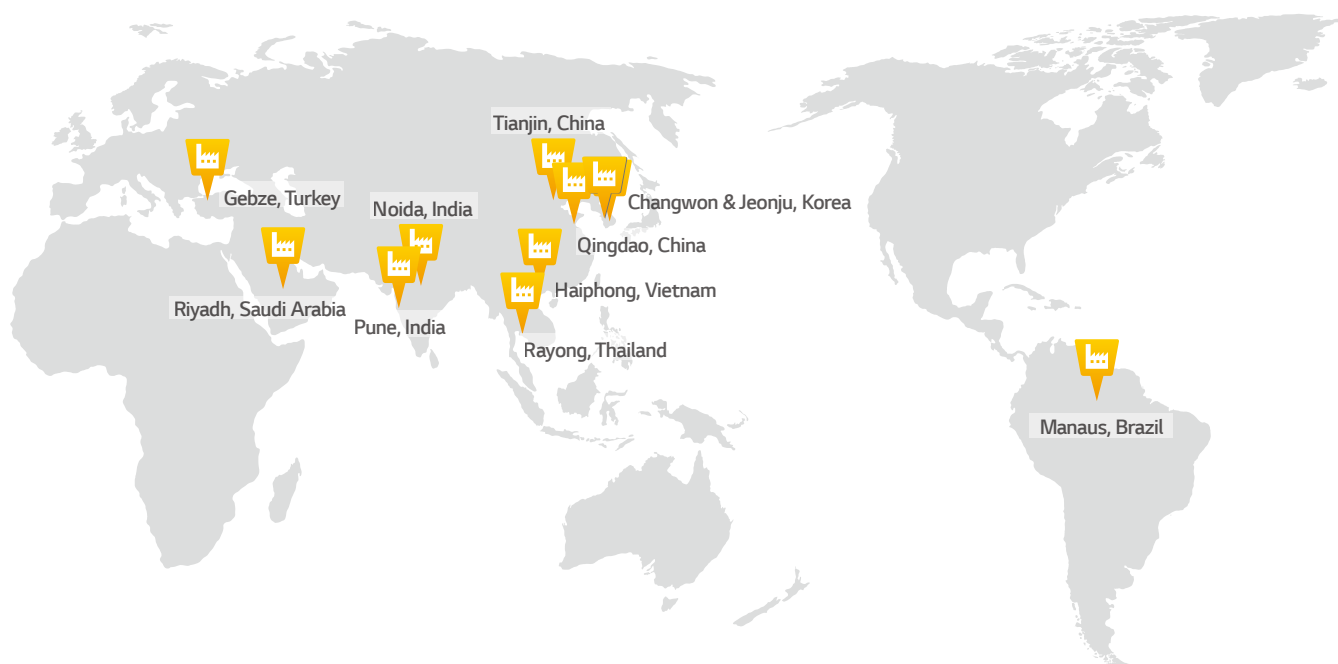 Tianjin, China
Gebze, Turkey
Noida, India
Changwon & Jeonju, Korea
Qingdao, China
Haiphong, Vietnam
Riyadh, Saudi Arabia
Pune, India
Rayong, Thailand
Manaus, Brazil